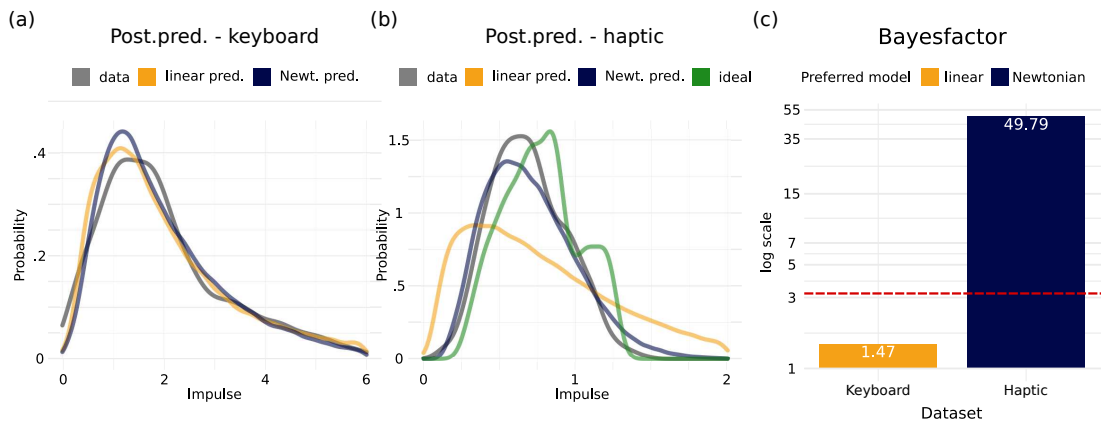 (a)
Post.pred. - keyboard
data linear pred. Newt. pred.
.4
.2
0
Probability
0 2 4 6
Impulse
(b)
Post.pred. - haptic
data linear pred. Newt. pred. ideal
1.5
1
.5
0
Probability
0 1 2
Impulse
(c)
Bayesfactor
Preferred model linear Newtonian
55
35
15
7
5
3
1
log scale
49.79
1.47
Keyboard Haptic
Dataset